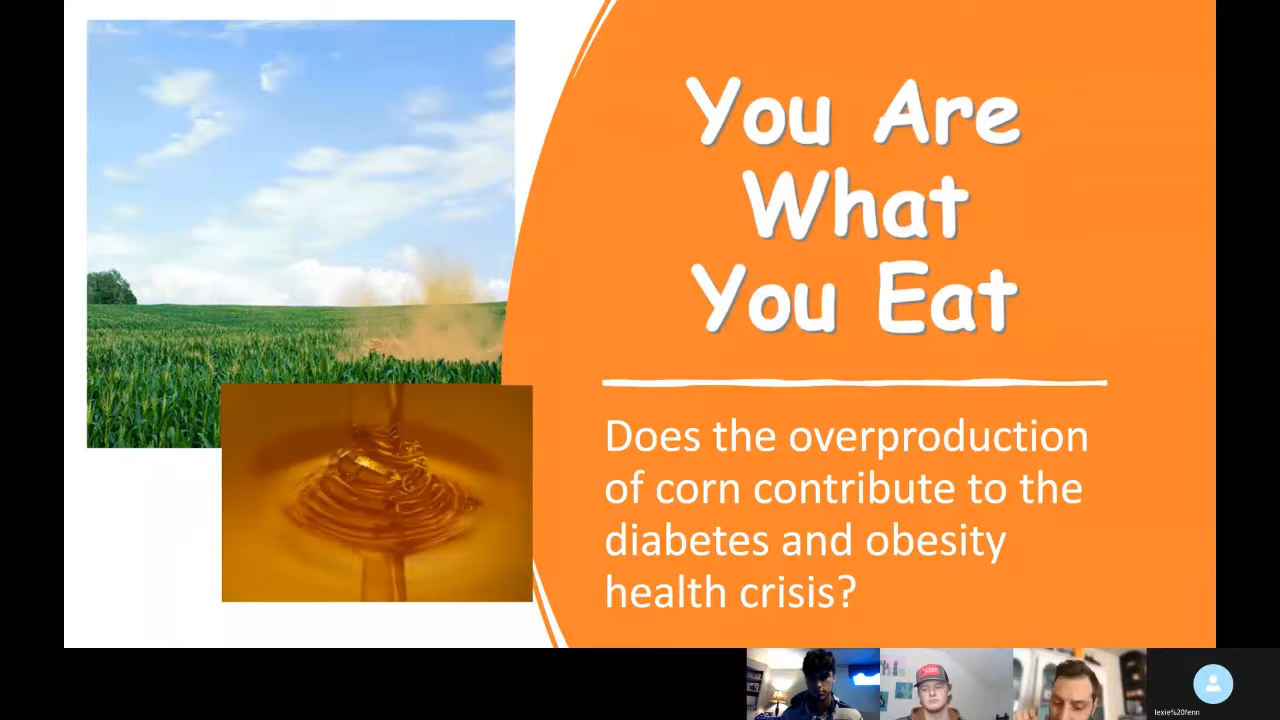 You Are
What
You Eat
Does the overproduction
of corn contribute to the
diabetes and obesity
health crisis?
lexie%20fenn